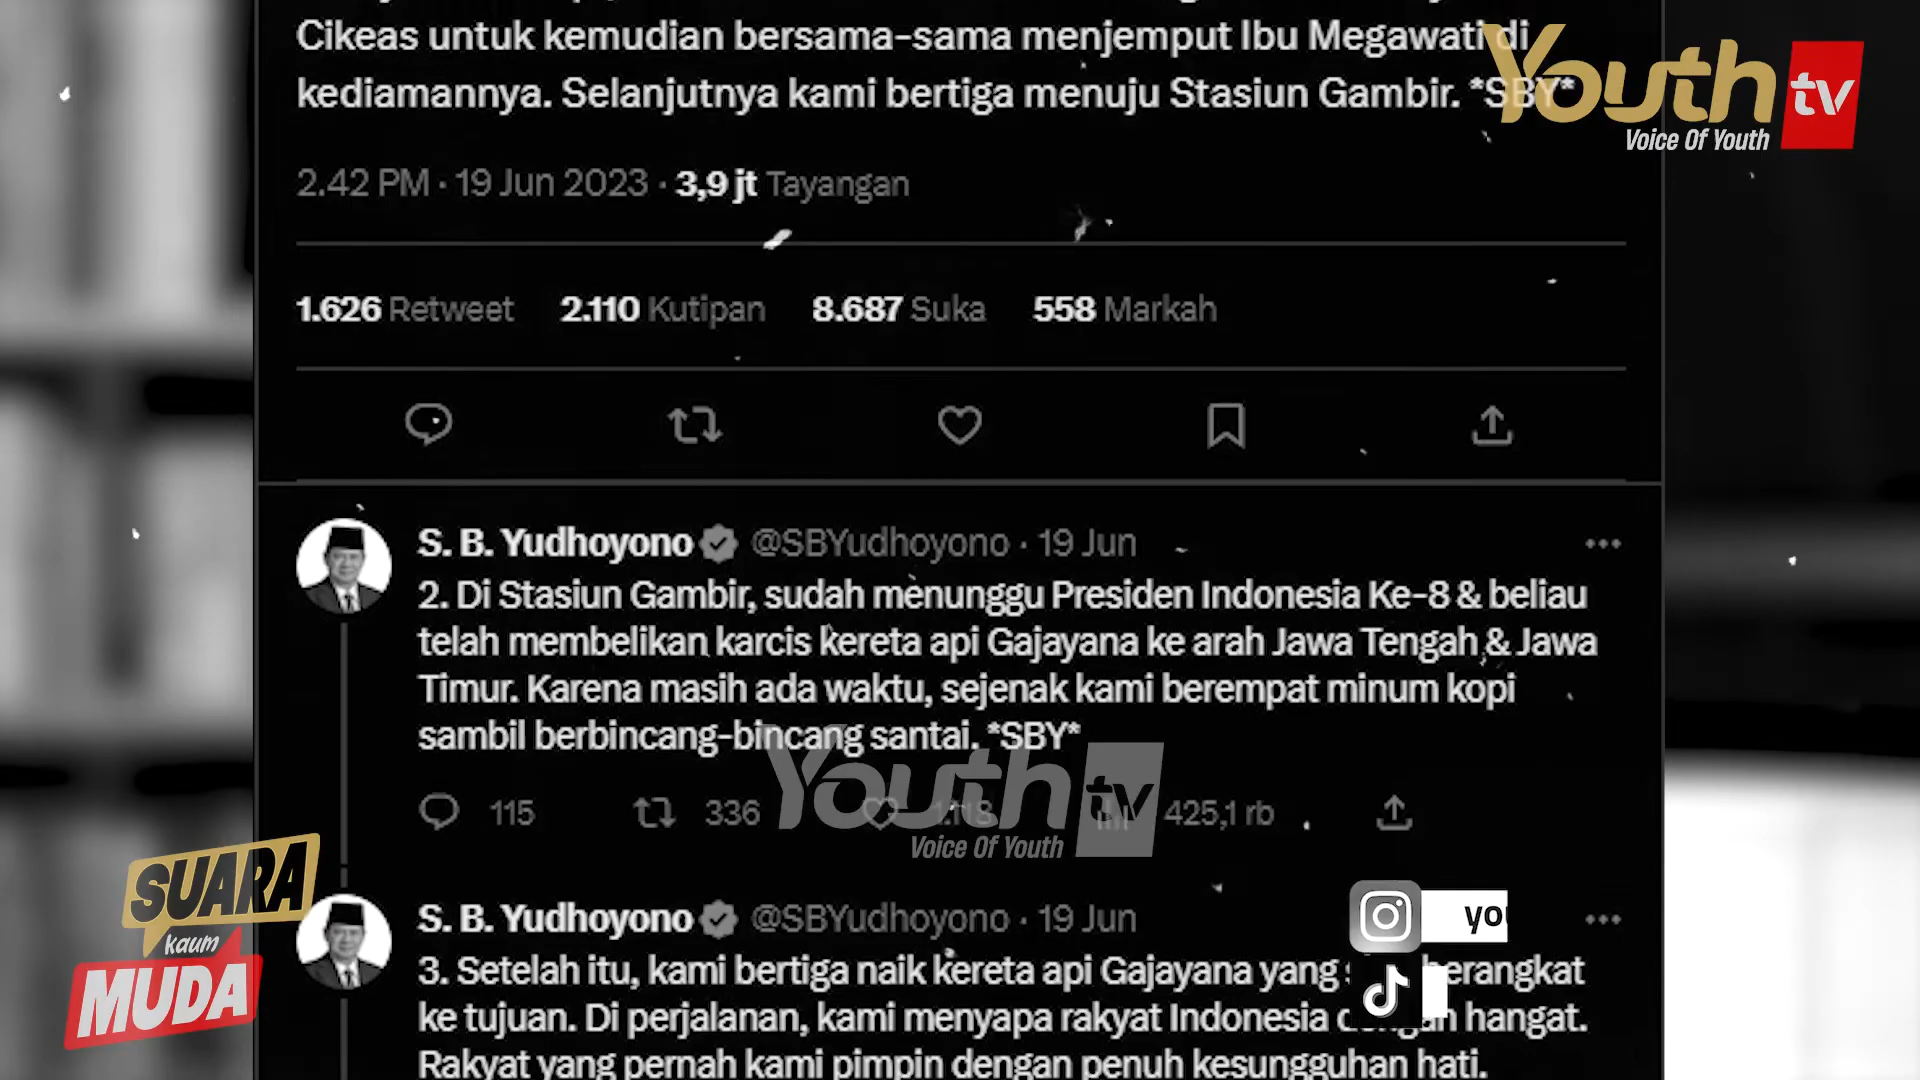 Cikeas untuk kemudian bersama-sama menjemput Ibu Megawati di
kediamannya. Selanjutnya kami bertiga menuju Stasiun Gambir. *SBY*
Youth tv
Voice Of Youth
2.42 PM · 19 Jun 2023 · 3,9 jt Tayangan
1.626 Retweet 2.110 Kutipan 8.687 Suka 558 Markah
S. B. Yudhoyono @SBYudhoyono · 19 Jun
2. Di Stasiun Gambir, sudah menunggu Presiden Indonesia Ke-8 & beliau
telah membelikan karcis kereta api Gajayana ke arah Jawa Tengah & Jawa
Timur. Karena masih ada waktu, sejenak kami berempat minum kopi
sambil berbincang-bincang santai. *SBY*
115 336 425,1 rb
Youth tv
Voice Of Youth
SUARA
kaum
MUDA
S. B. Yudhoyono @SBYudhoyono · 19 Jun
3. Setelah itu, kami bertiga naik kereta api Gajayana yang berangkat
ke tujuan. Di perjalanan, kami menyapa rakyat Indonesia hangat.
Rakyat yang pernah kami pimpin dengan penuh kesungguhan hati.